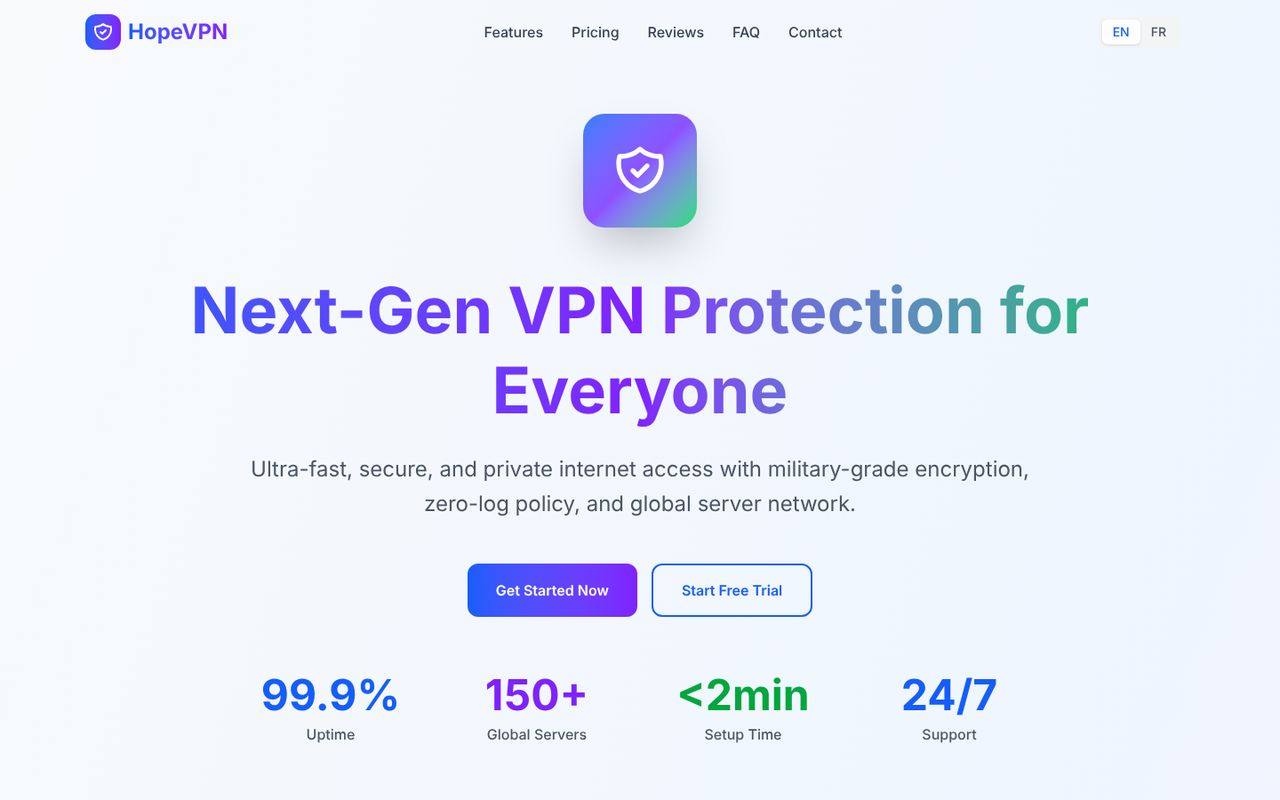 HopeVPN
Features
Pricing
Reviews
FAQ
Contact
EN
FR
Next-Gen VPN Protection for
Everyone
Ultra-fast, secure, and private internet access with military-grade encryption,
zero-log policy, and global server network.
Get Started Now
Start Free Trial
99.9%
Uptime
150+
Global Servers
<2min
Setup Time
24/7
Support